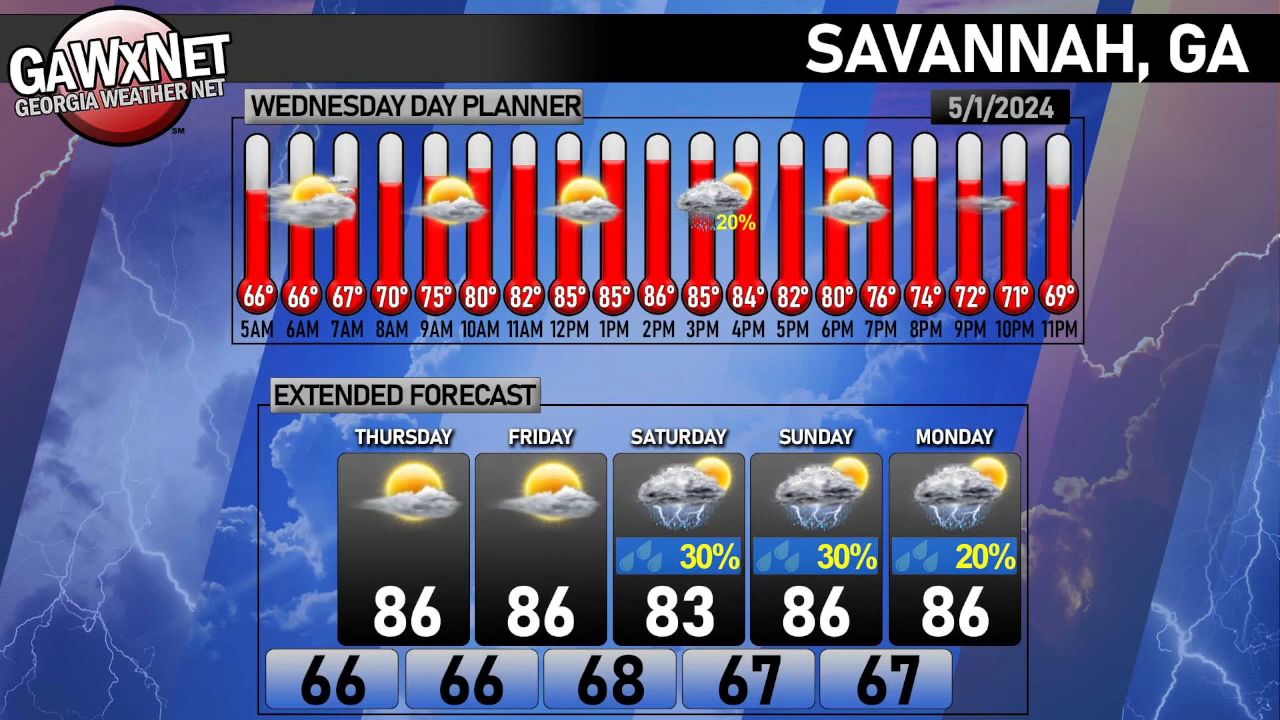 GAWxNET
GEORGIA WEATHER NET
SM
SAVANNAH, GA
WEDNESDAY DAY PLANNER
5/1/2024
20%
66° 66° 67° 70° 75° 80° 82° 85° 85° 86° 85° 84° 82° 80° 76° 74° 72° 71° 69°
5AM 6AM 7AM 8AM 9AM 10AM 11AM 12PM 1PM 2PM 3PM 4PM 5PM 6PM 7PM 8PM 9PM 10PM 11PM
EXTENDED FORECAST
THURSDAY FRIDAY SATURDAY SUNDAY MONDAY
30% 30% 20%
86 86 83 86 86
66 66 68 67 67